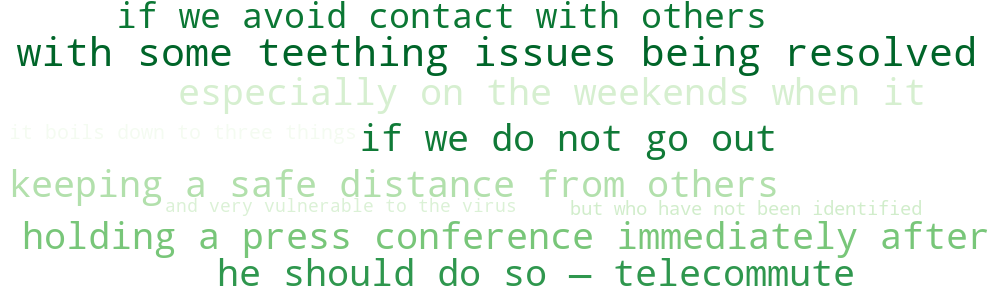 if we avoid contact with others
with some teething issues being resolved
especially on the weekends when it
it boils down to three things
if we do not go out
keeping a safe distance from others
and very vulnerable to the virus
but who have not been identified
holding a press conference immediately after
he should do so — telecommute